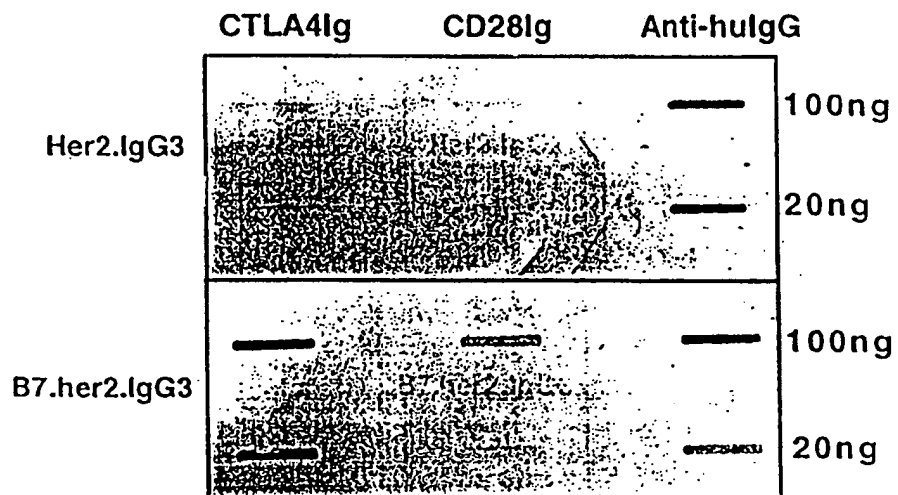 CTLA4Ig CD28Ig Anti-huIgG
Her2.IgG3
100ng
20ng
B7.her2.IgG3
100ng
20ng